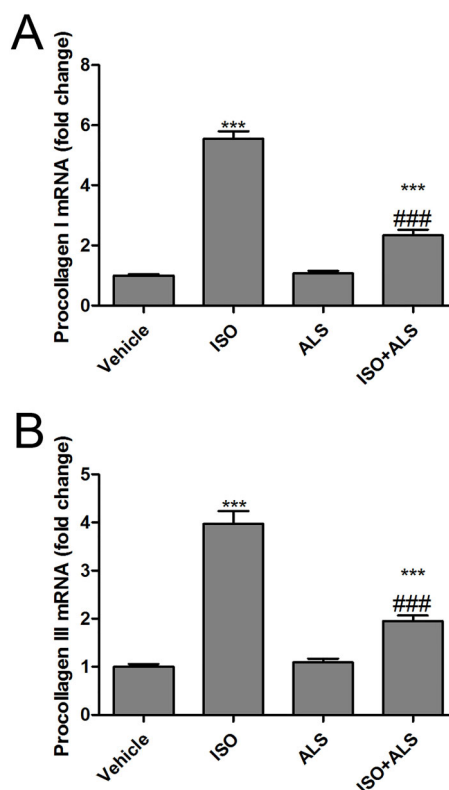 A
Procollagen I mRNA (fold change)
8
6
4
2
0
***
***
###
Vehicle
ISO
ALS
ISO+ALS
B
Procollagen III mRNA (fold change)
5
4
3
2
1
0
***
***
###
Vehicle
ISO
ALS
ISO+ALS